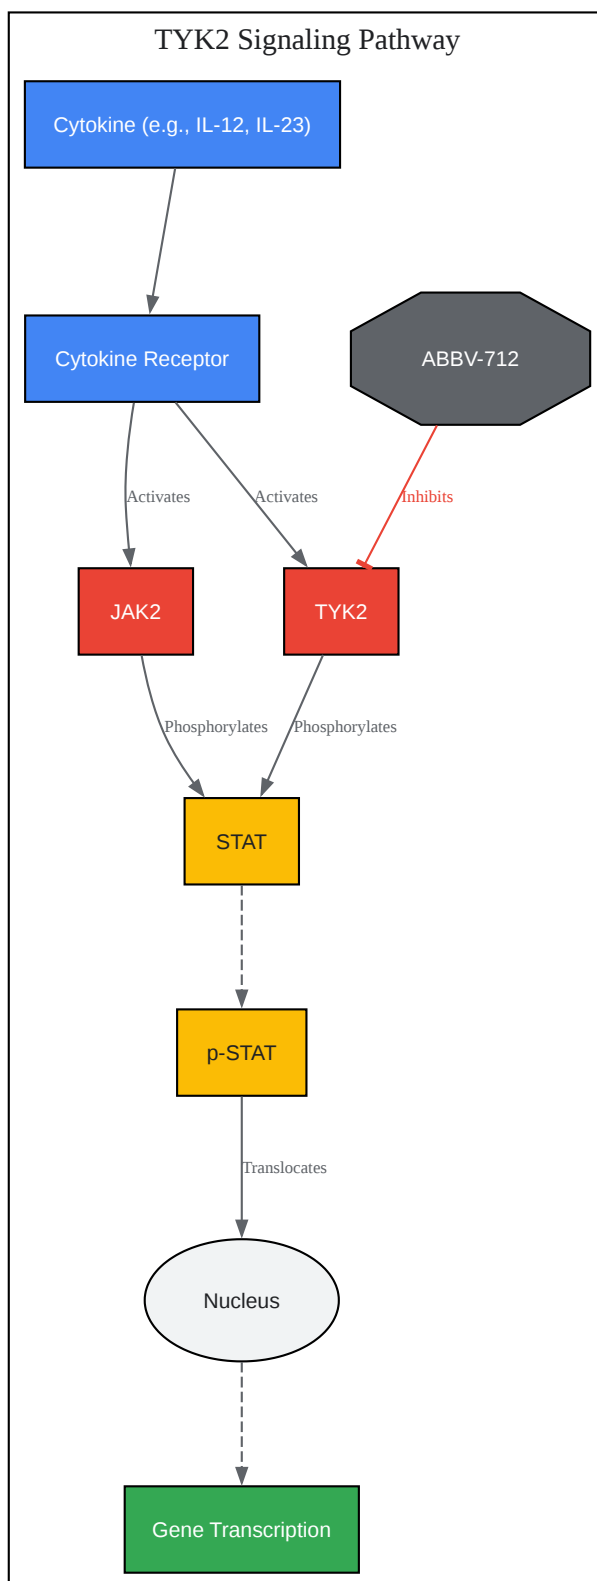 TYK2 Signaling Pathway
Cytokine (e.g., IL-12, IL-23)
Cytokine Receptor
ABBV-712
Activates
Activates
Inhibits
JAK2
TYK2
Phosphorylates
Phosphorylates
STAT
p-STAT
Translocates
Nucleus
Gene Transcription